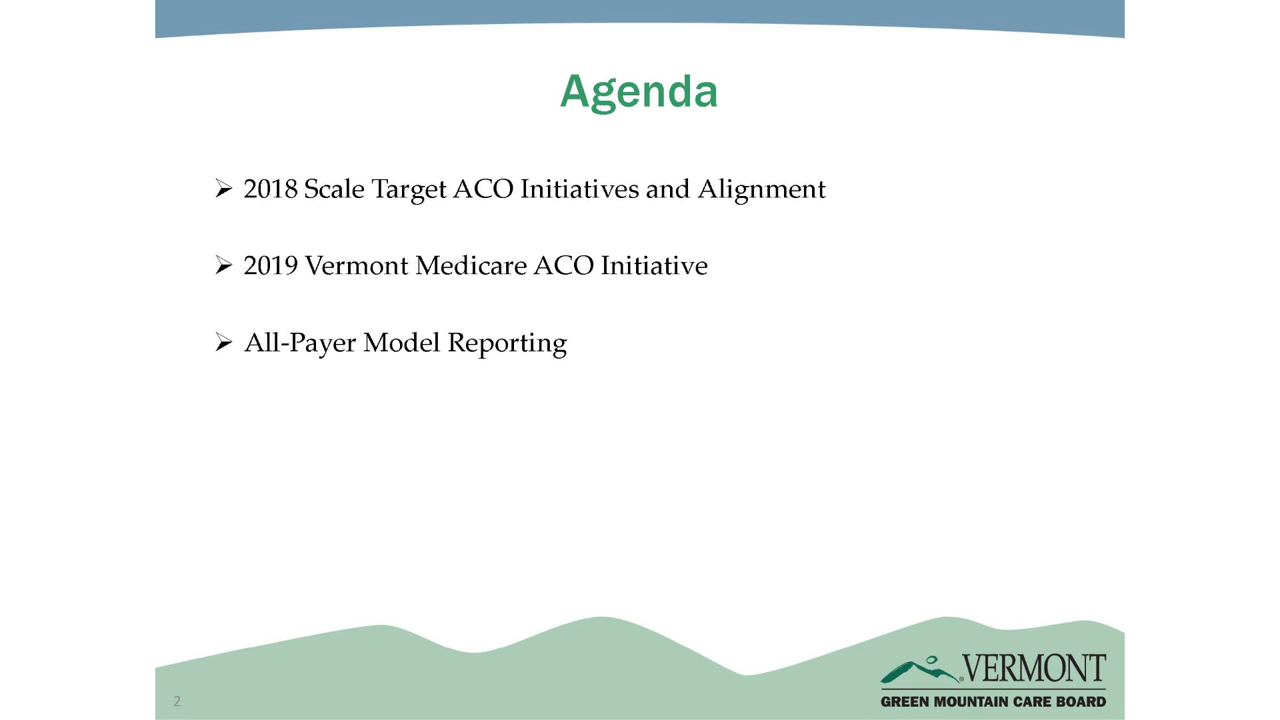 Agenda
➢ 2018 Scale Target ACO Initiatives and Alignment
➢ 2019 Vermont Medicare ACO Initiative
➢ All-Payer Model Reporting
2
VERMONT
GREEN MOUNTAIN CARE BOARD